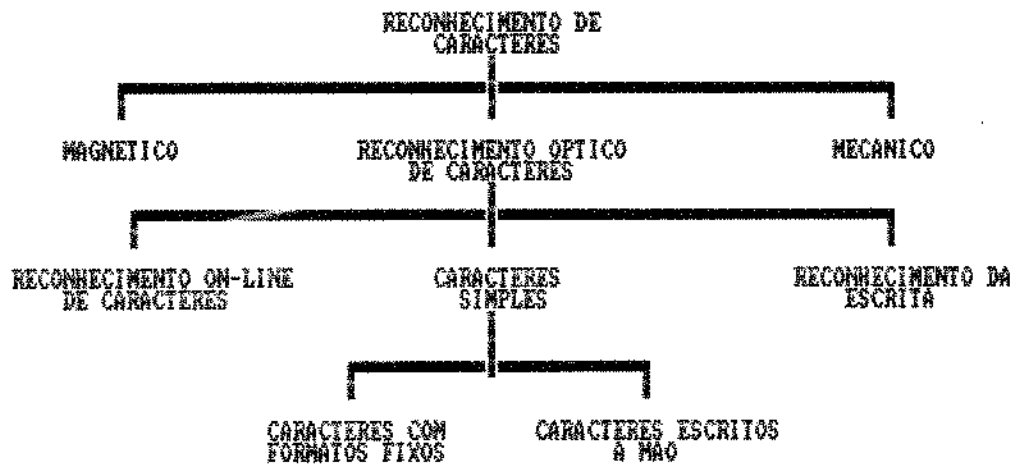 RECONHECIMENTO DE
CARACTERES
MAGNETICO
RECONHECIMENTO OPTICO
DE CARACTERES
MECANICO
RECONHECIMENTO ON-LINE
DE CARACTERES
CARACTERES
SIMPLES
RECONHECIMENTO DA
ESCRITA
CARACTERES COM
FORMATOS FIXOS
CARACTERES ESCRITOS
A MAO